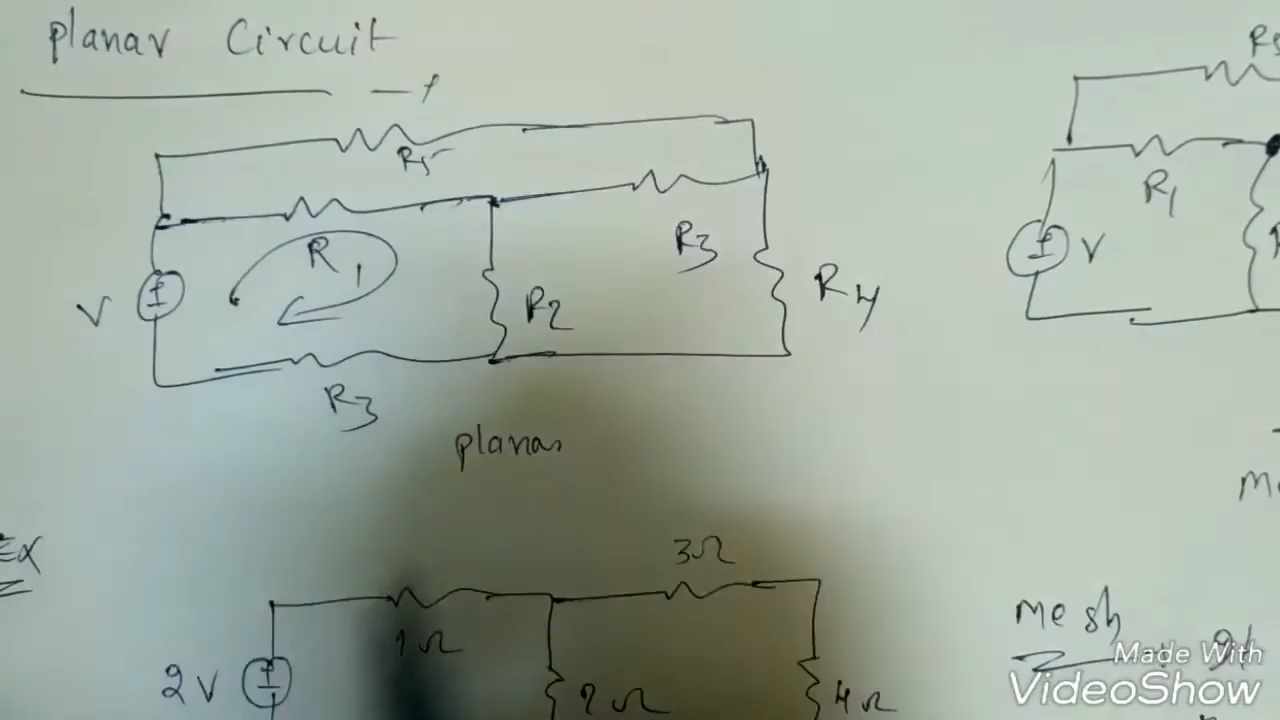 planar Circuit
R5
R5
R1
R3
R1
V
R2
R4
V
R3
planar
Ex
3Ω
mesh
1Ω
2V
2Ω
4Ω
Made With
VideoShow